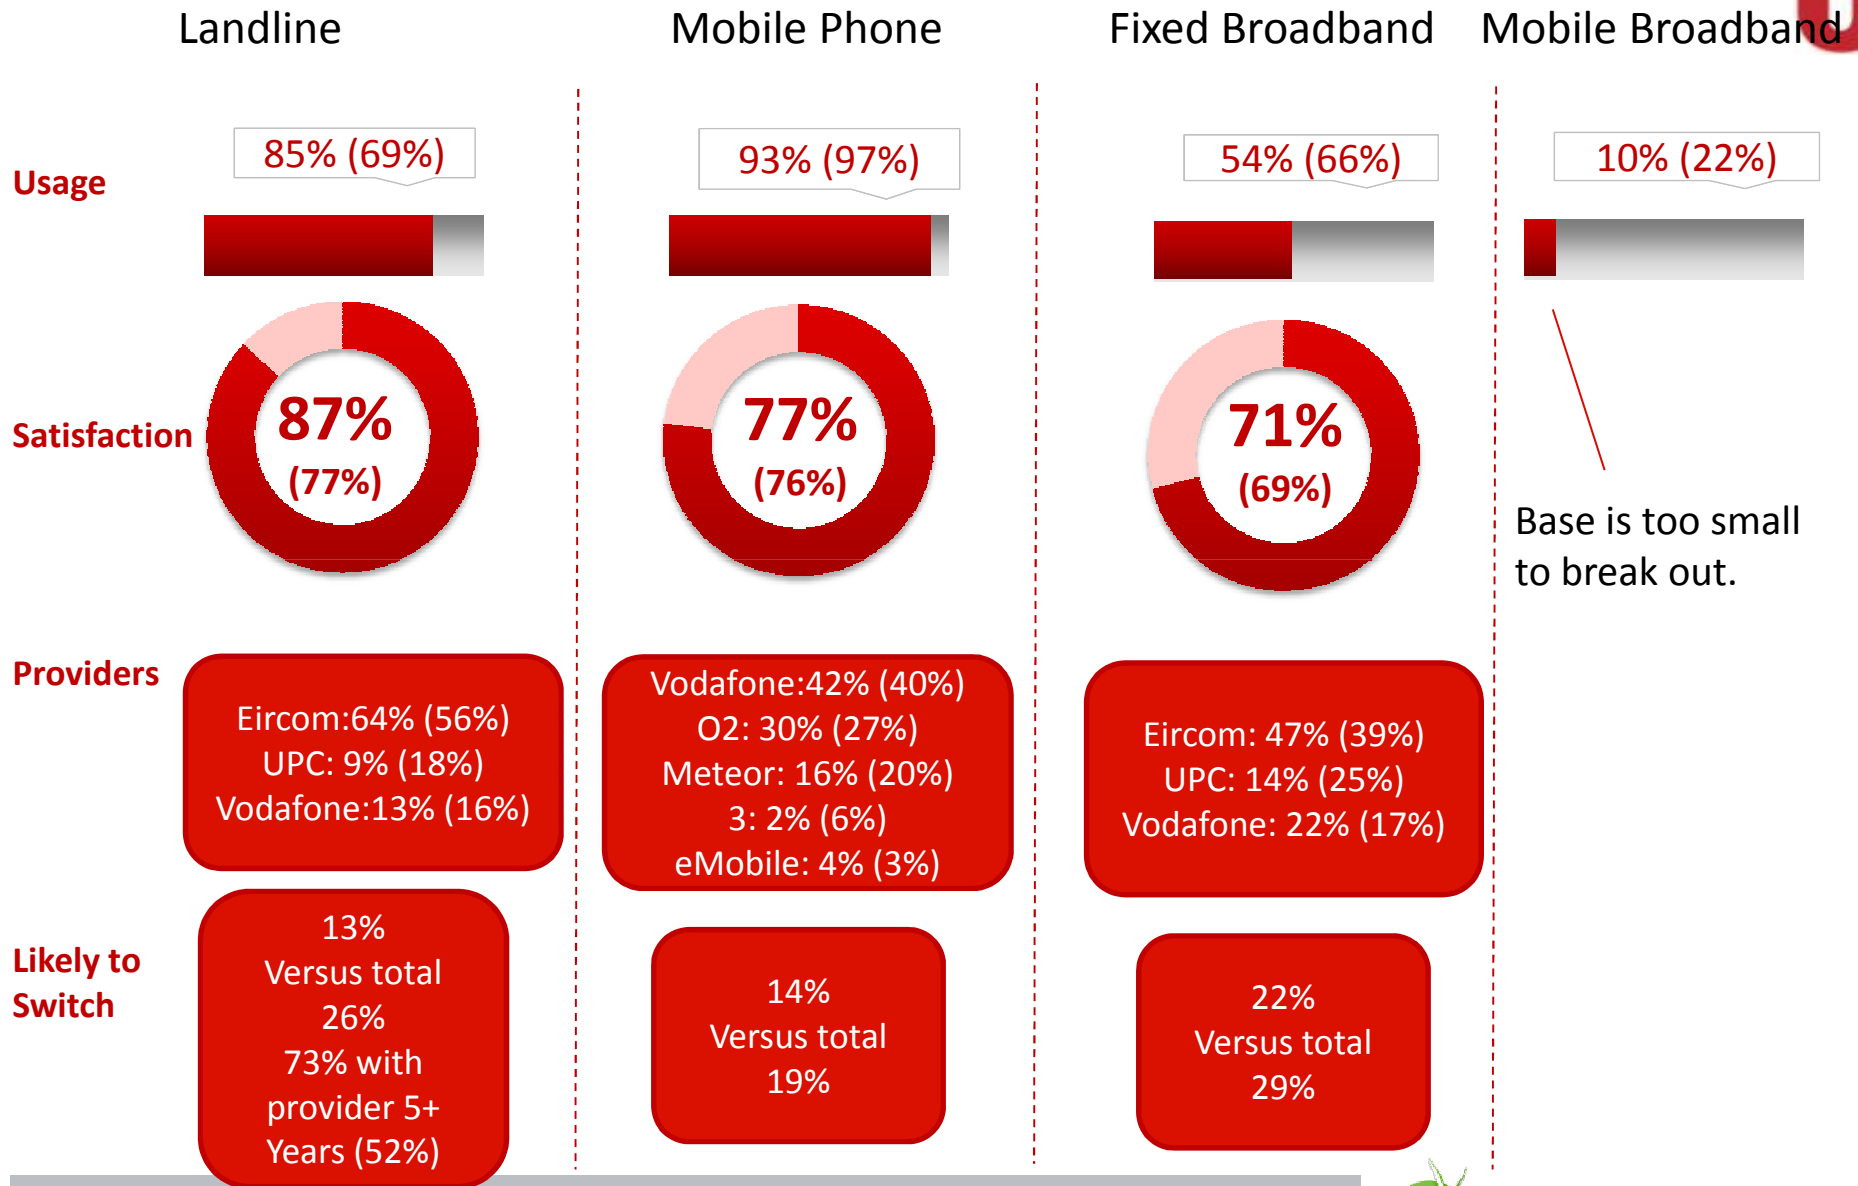 Landline
Mobile Phone
Fixed Broadband
Mobile Broadband
Usage
85% (69%)
93% (97%)
54% (66%)
10% (22%)
Satisfaction
87%
(77%)
77%
(76%)
71%
(69%)
Base is too small
to break out.
Providers
Eircom:64% (56%)
UPC: 9% (18%)
Vodafone:13% (16%)
Vodafone:42% (40%)
O2: 30% (27%)
Meteor: 16% (20%)
3: 2% (6%)
eMobile: 4% (3%)
Eircom: 47% (39%)
UPC: 14% (25%)
Vodafone: 22% (17%)
Likely to
Switch
13%
Versus total
26%
73% with
provider 5+
Years (52%)
14%
Versus total
19%
22%
Versus total
29%